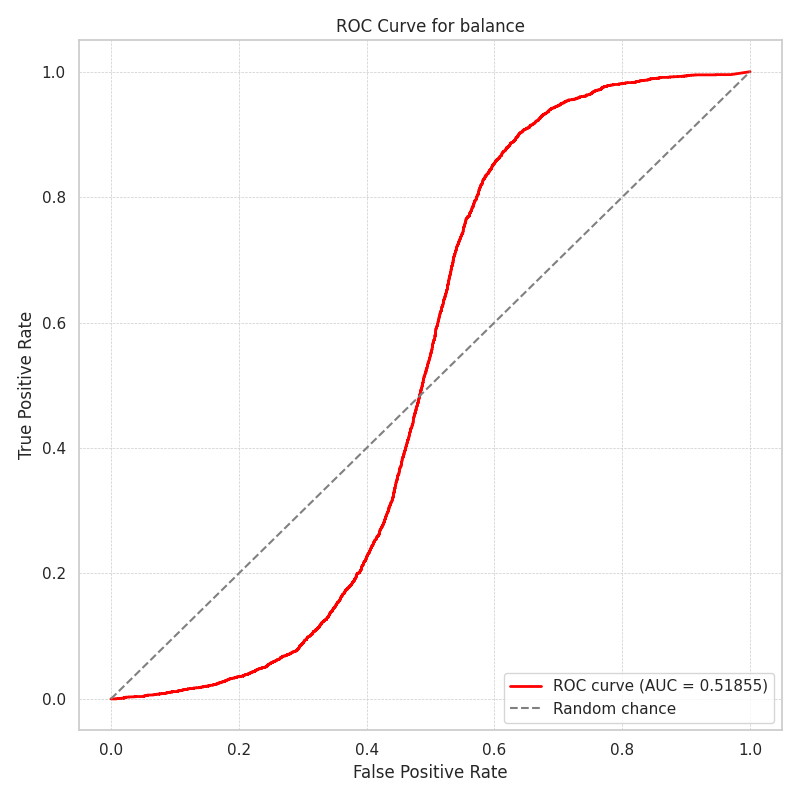 ROC Curve for balance
True Positive Rate
1.0
0.8
0.6
0.4
0.2
0.0
0.0 0.2 0.4 0.6 0.8 1.0
False Positive Rate
ROC curve (AUC = 0.51855)
Random chance